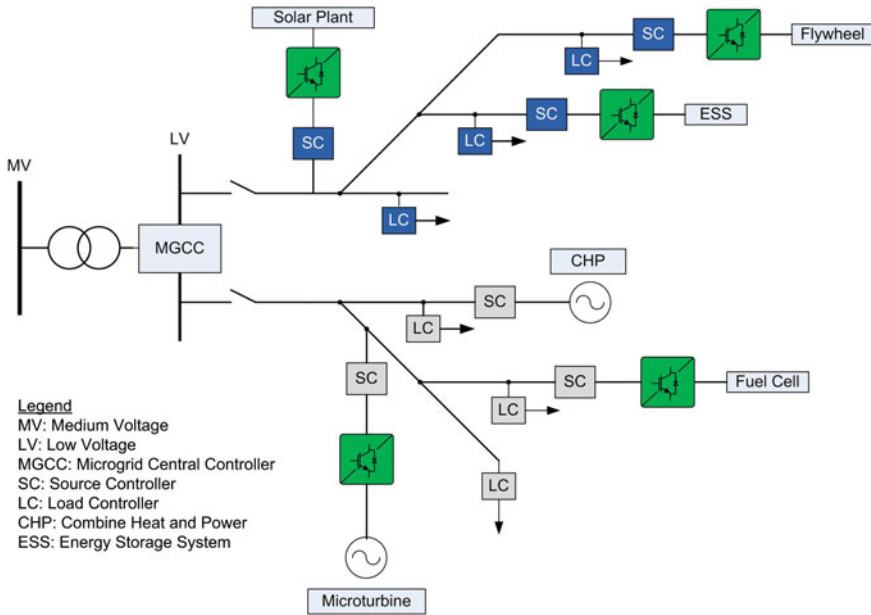 Solar Plant
SC
Flywheel
LC
SC
ESS
LC
SC
LV
MV
LC
MGCC
CHP
SC
LC
SC
Fuel Cell
SC
LC
Legend
MV: Medium Voltage
LV: Low Voltage
MGCC: Microgrid Central Controller
SC: Source Controller
LC: Load Controller
CHP: Combine Heat and Power
ESS: Energy Storage System
LC
Microturbine